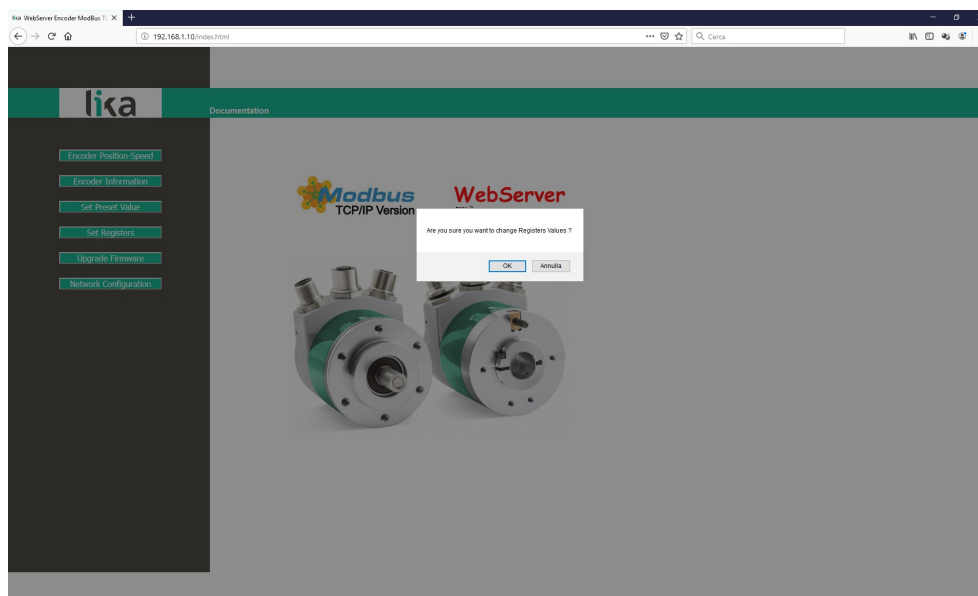 lika WebServer Encoder ModBus TC
192.168.1.10/index.html
Cerca
lika
Documentation
Encoder Position-Speed
Encoder Information
Set Preset Value
Set Registers
Upgrade Firmware
Network Configuration
Modbus
TCP/IP Version
WebServer
Are you sure you want to change Registers Values ?
OK
Annulla